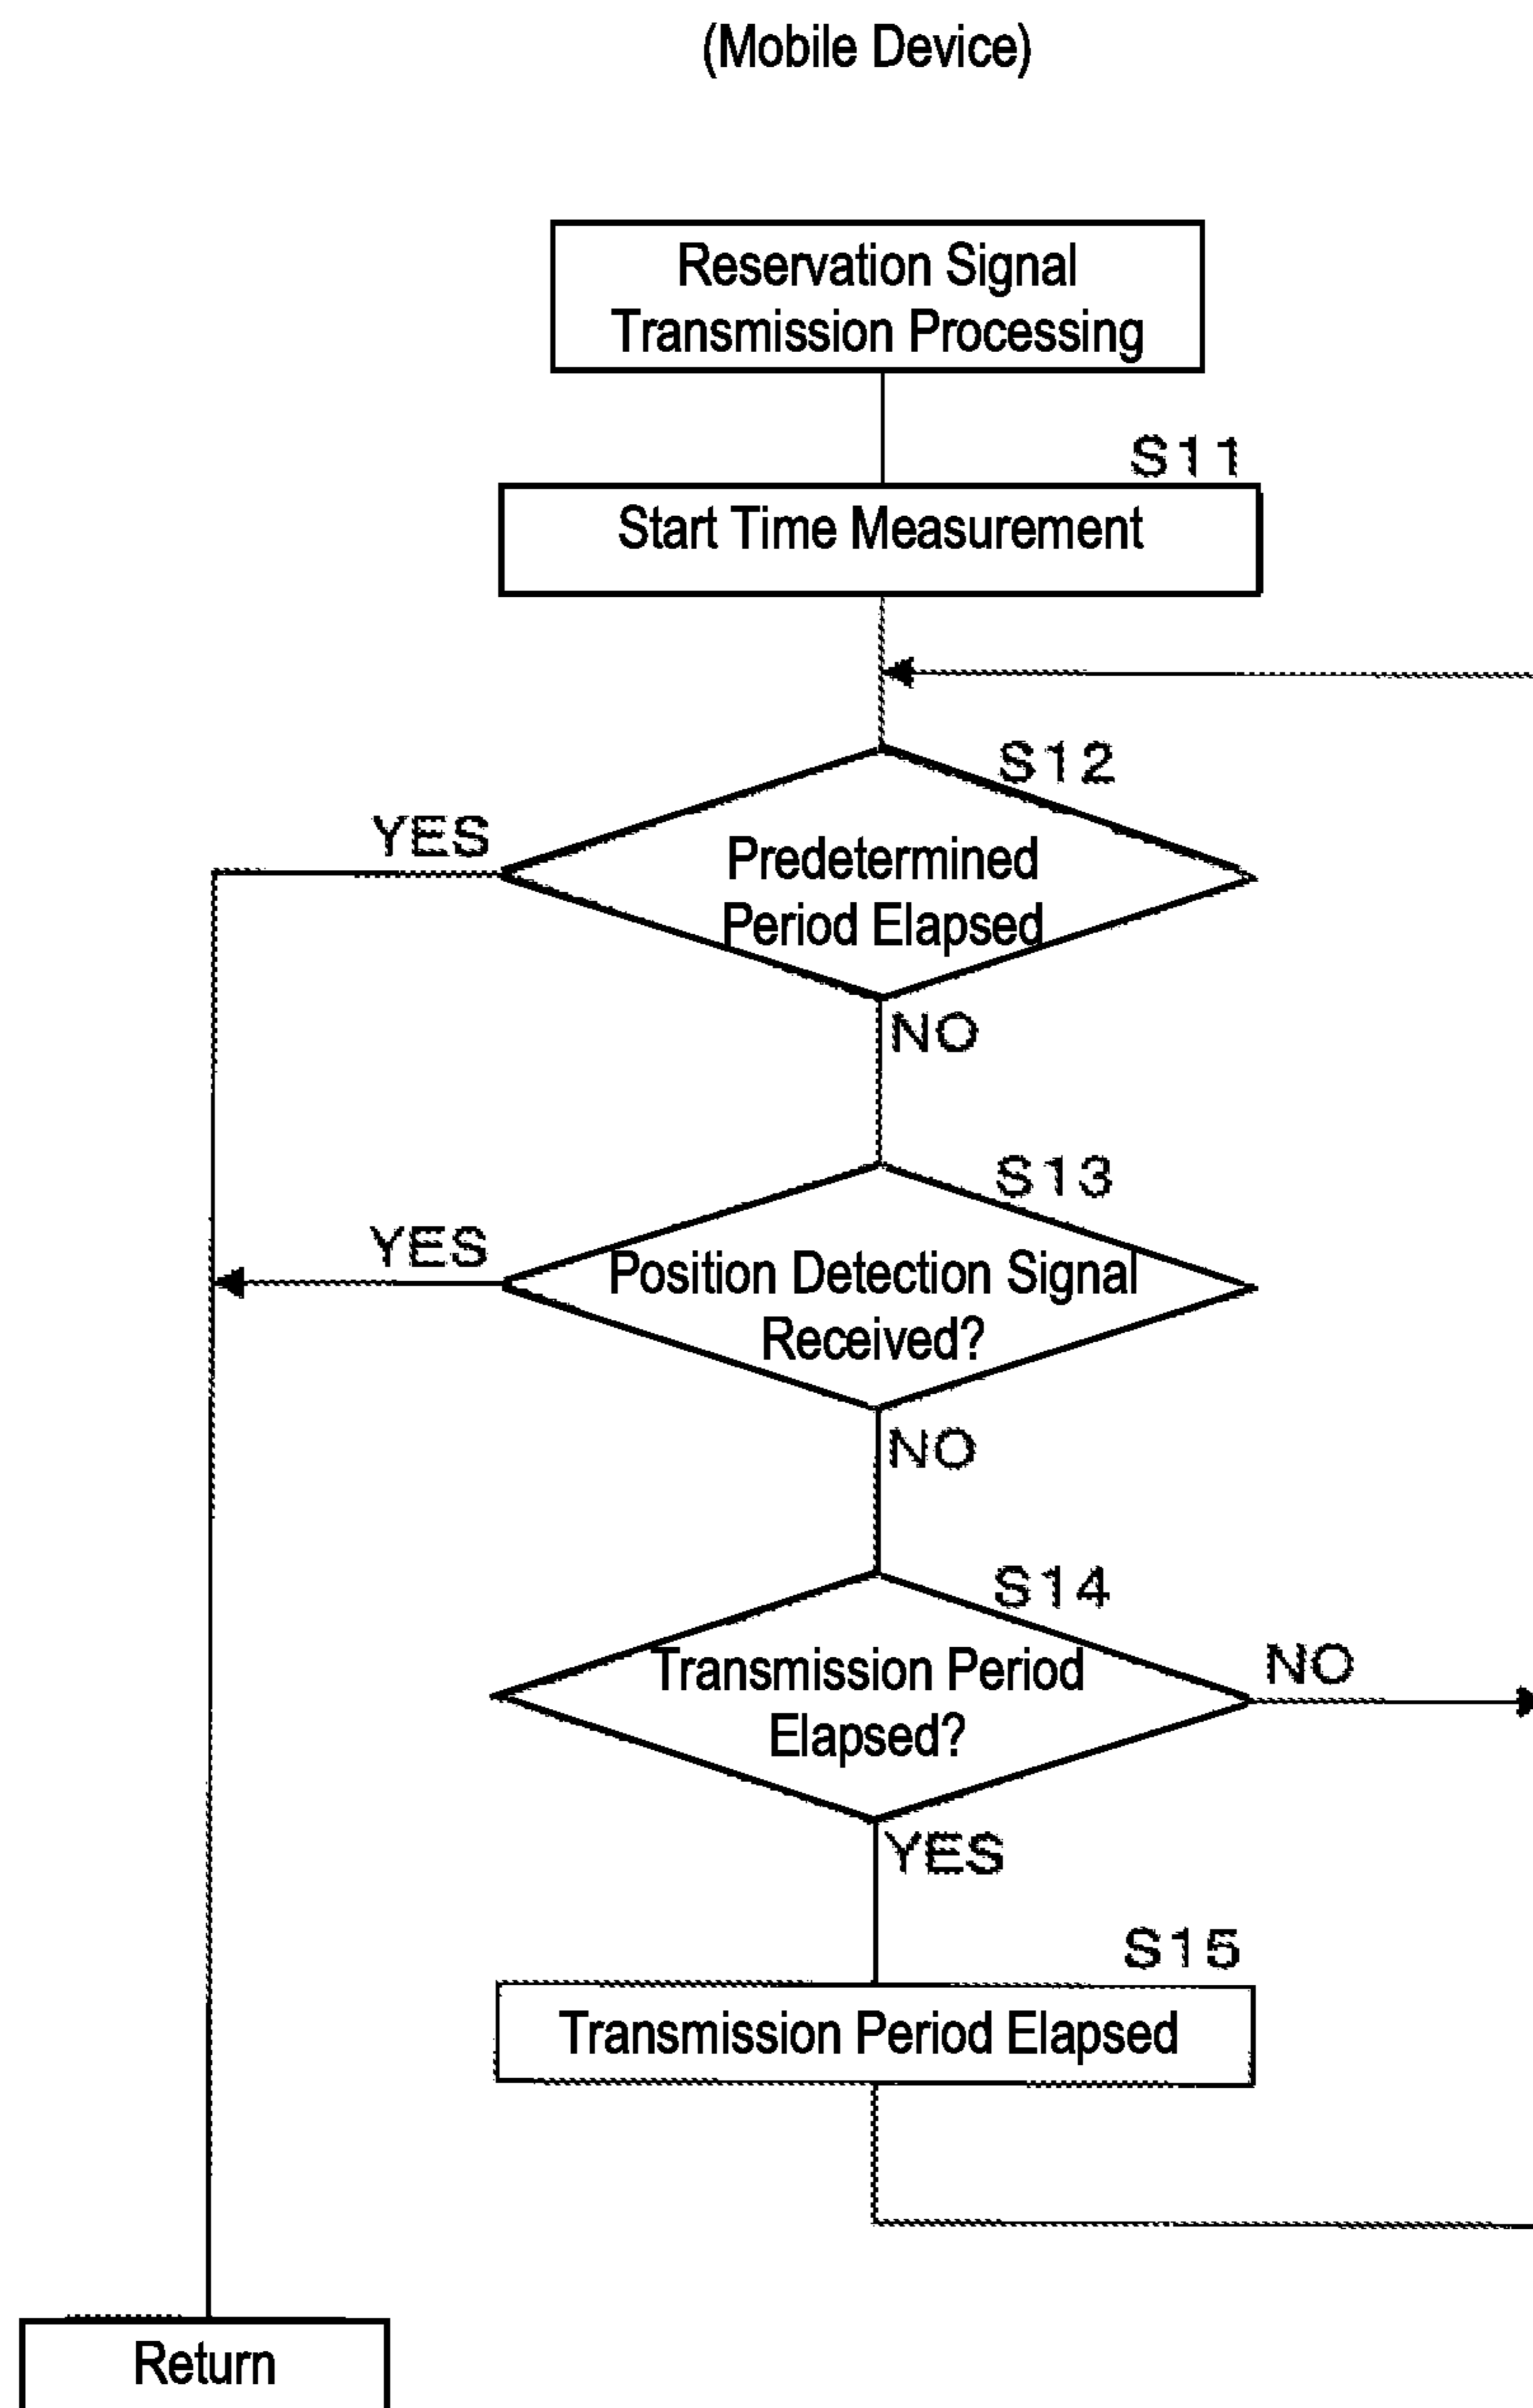 (Mobile Device)
Reservation Signal
Transmission Processing
S11
Start Time Measurement
S12
YES
Predetermined
Period Elapsed
NO
S13
YES
Position Detection Signal
Received?
NO
S14
Transmission Period
Elapsed?
NO
YES
S15
Transmission Period Elapsed
Return